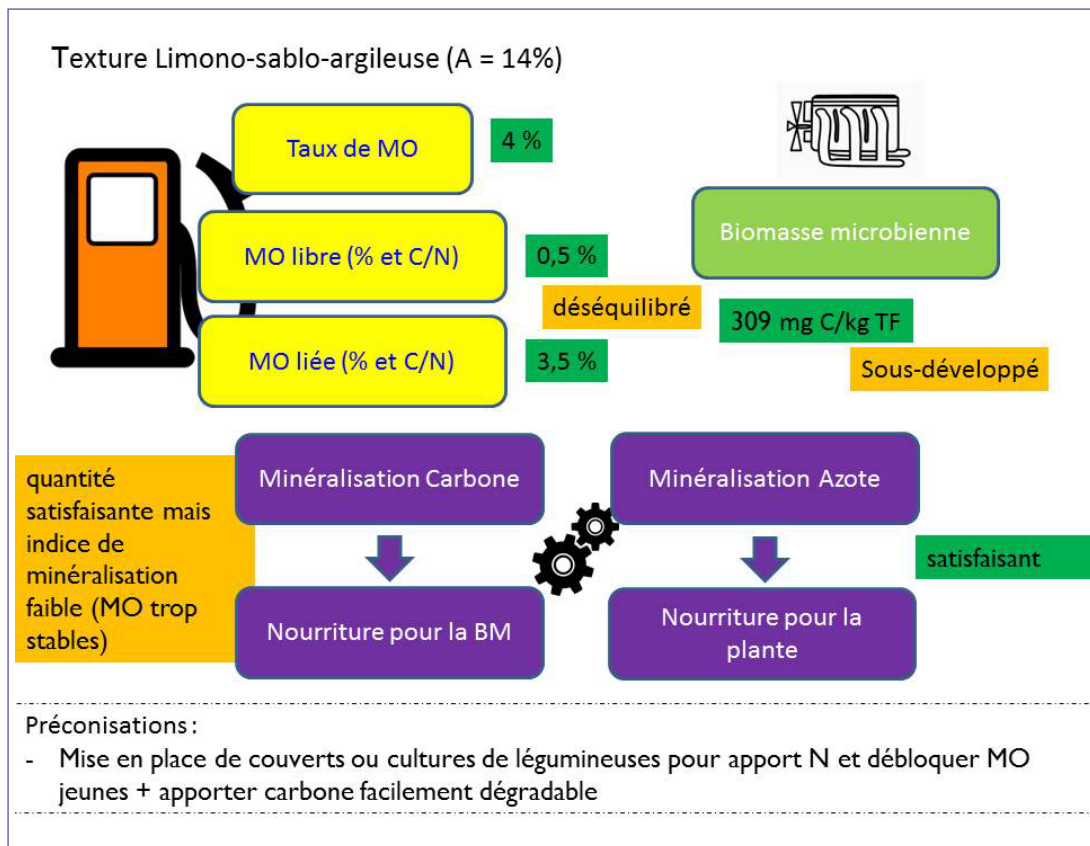 Texture Limono-sablo-argileuse (A = 14%)
Taux de MO
4 %
MO libre (% et C/N)
0,5 %
déséquilibré
MO liée (% et C/N)
3,5 %
Biomasse microbienne
309 mg C/kg TF
Sous-développé
quantité
satisfaisante mais
indice de
minéralisation
faible (MO trop
stables)
Minéralisation Carbone
Nourriture pour la BM
Minéralisation Azote
satisfaisant
Nourriture pour la
plante
Préconisations :
- Mise en place de couverts ou cultures de légumineuses pour apport N et débloquer MO
jeunes + apporter carbone facilement dégradable